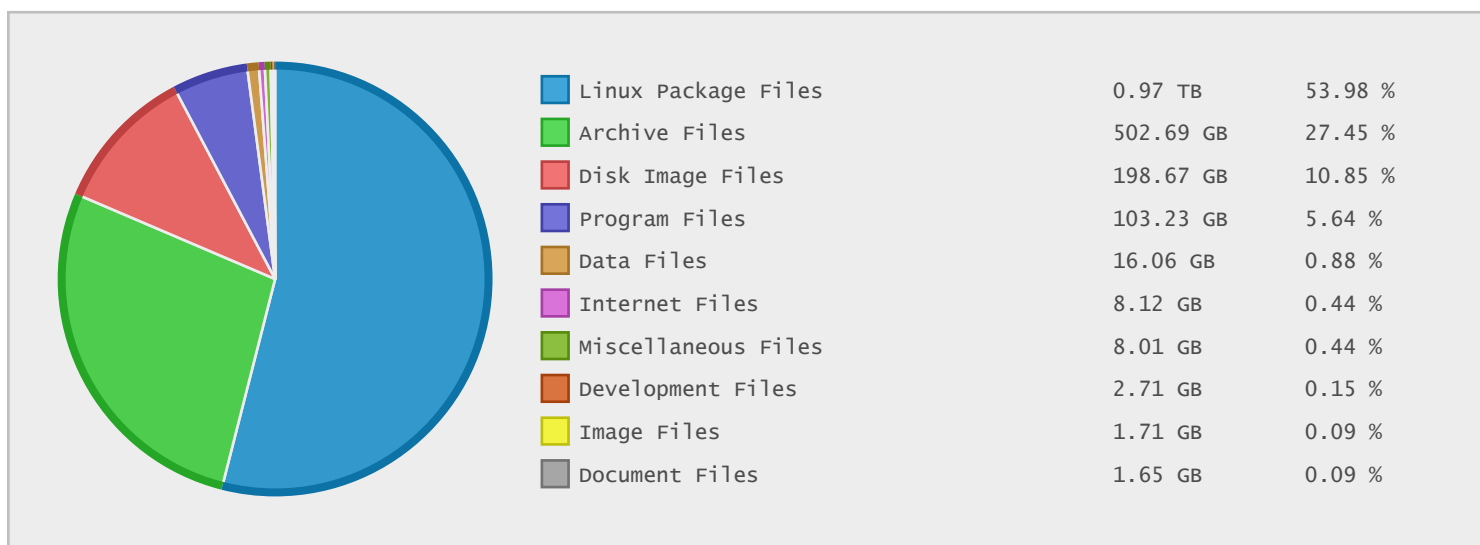 Linux Package Files 0.97 TB 53.98 %
Archive Files 502.69 GB 27.45 %
Disk Image Files 198.67 GB 10.85 %
Program Files 103.23 GB 5.64 %
Data Files 16.06 GB 0.88 %
Internet Files 8.12 GB 0.44 %
Miscellaneous Files 8.01 GB 0.44 %
Development Files 2.71 GB 0.15 %
Image Files 1.71 GB 0.09 %
Document Files 1.65 GB 0.09 %